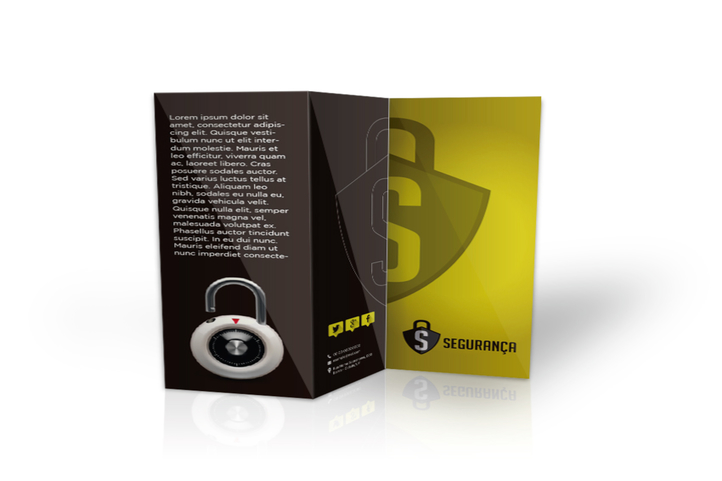 Lorem ipsum dolor sit
amet, consectetur adipis-
cing elit. Quisque vesti-
bulum nunc ut elit inter-
dum molestie. Mauris et
leo efficitur, viverra quam
ac, laoreet libero. Cras
posuere sodales auctor.
Sed varius luctus tellus at
tristique. Aliquam leo
nibh, sodales eu nulla eu,
gravida vehicula velit.
Quisque nulla elit, semper
venenatis magna vel,
malesuada volutpat ex.
Phasellus auctor tincidunt
suscipit. In eu dui nunc.
Mauris eleifend diam ut
nunc imperdiet consecte-
S
S SEGURANÇA